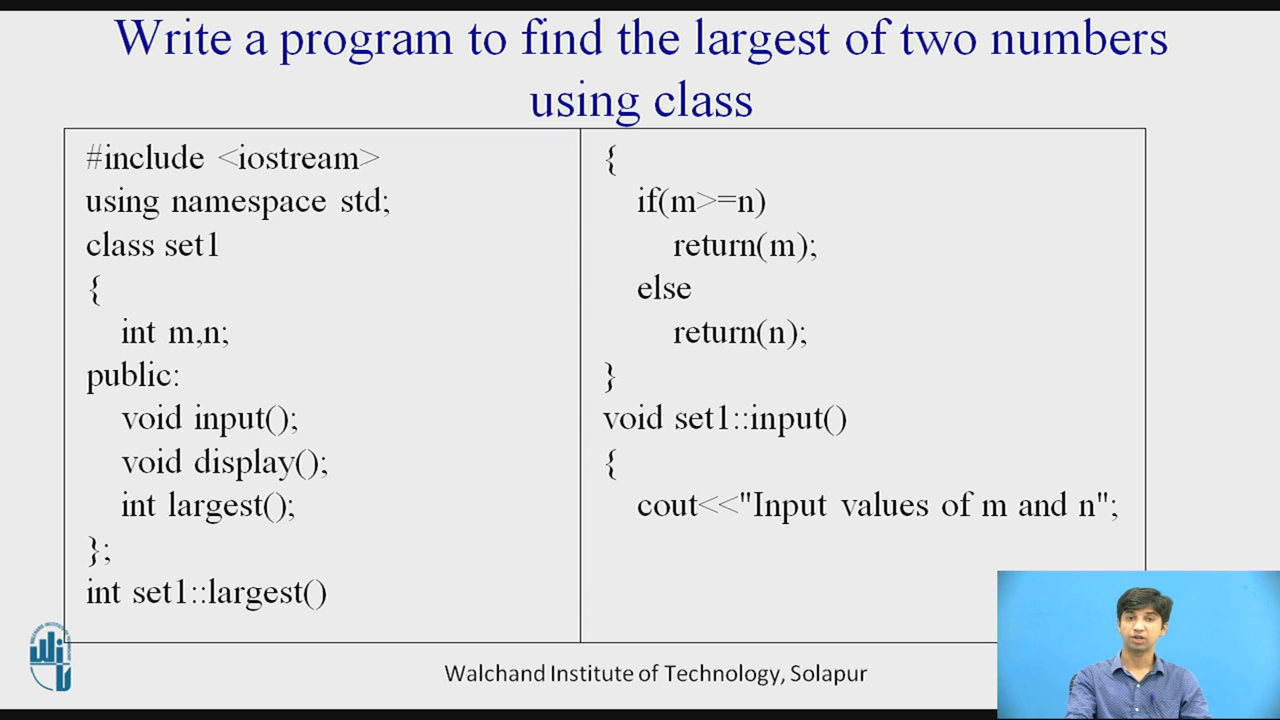 Write a program to find the largest of two numbers
using class
#include <iostream>
using namespace std;
class set1
{
int m,n;
public:
void input();
void display();
int largest();
};
int set1::largest()
{
if(m>=n)
return(m);
else
return(n);
}
void set1::input()
{
cout<<"Input values of m and n";
Walchand Institute of Technology, Solapur